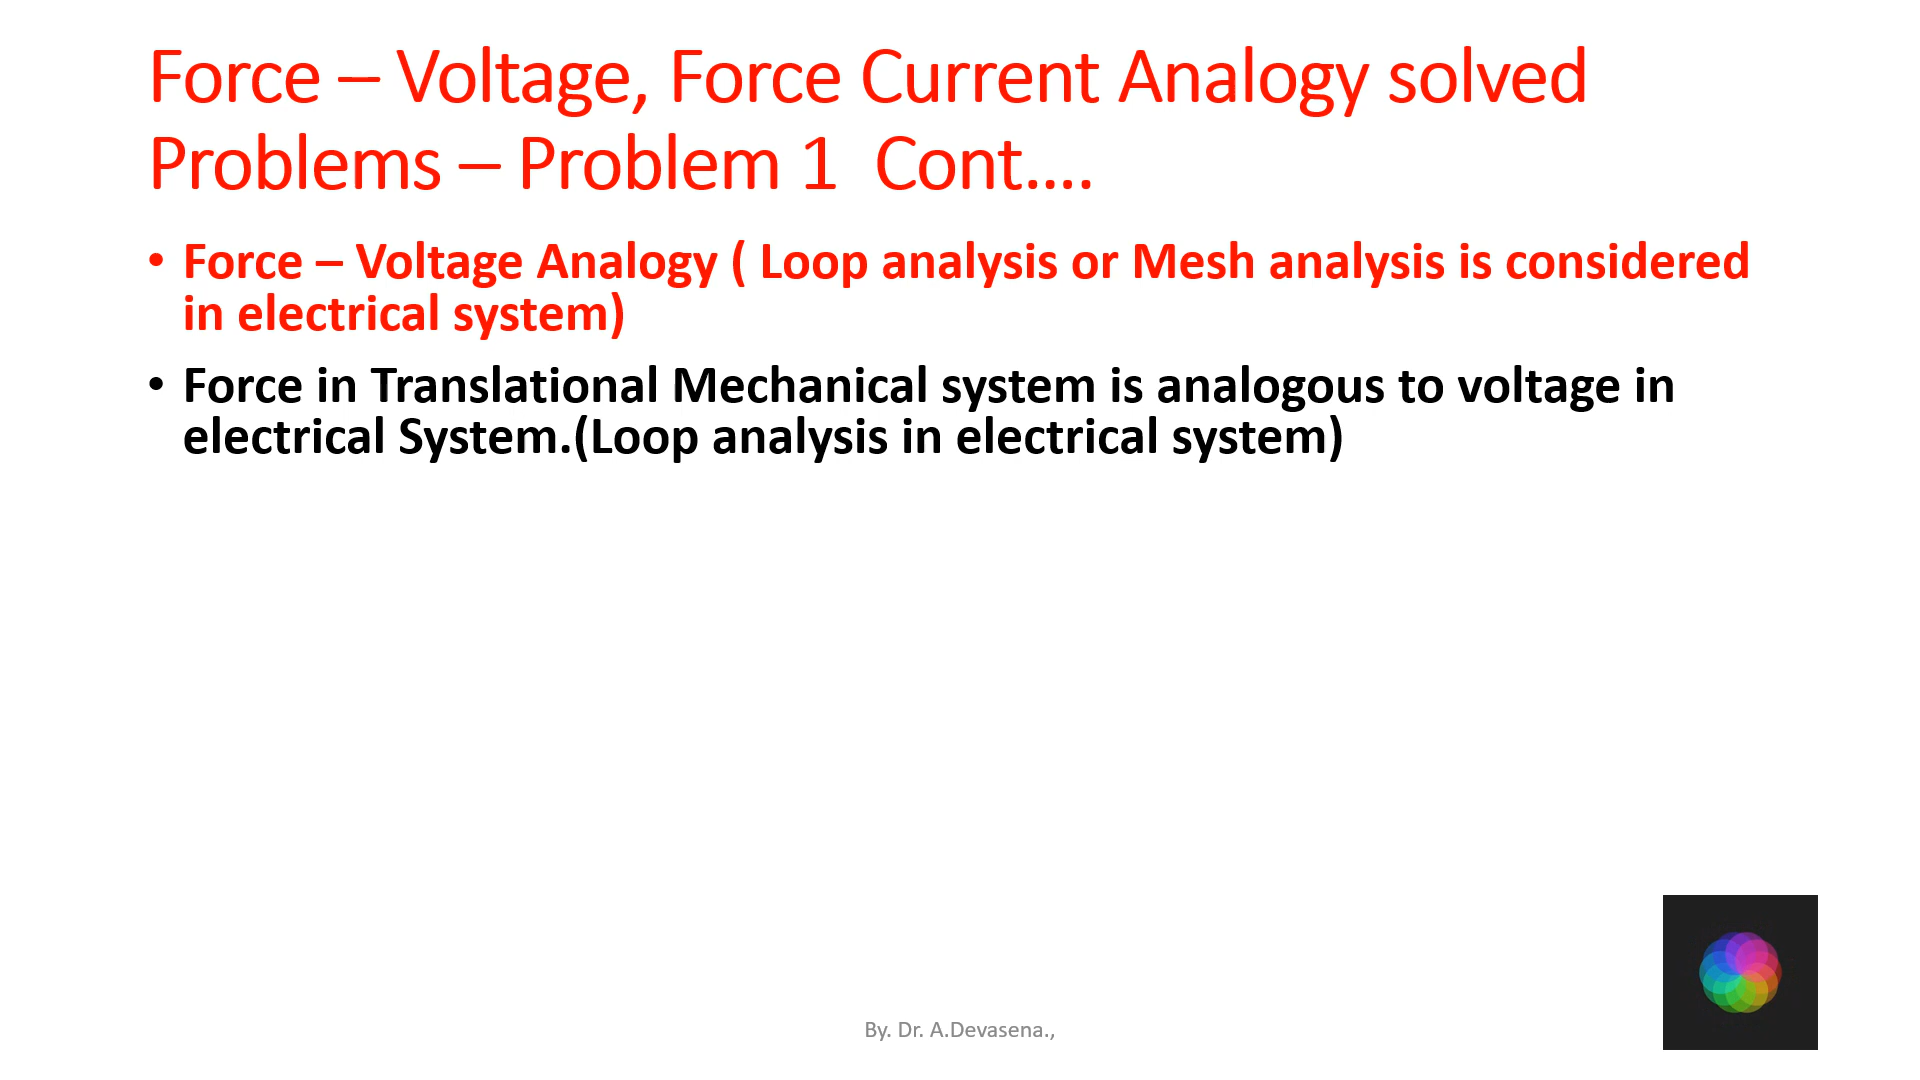 Force – Voltage, Force Current Analogy solved
Problems – Problem 1  Cont....
• Force – Voltage Analogy ( Loop analysis or Mesh analysis is considered
in electrical system)
• Force in Translational Mechanical system is analogous to voltage in
electrical System.(Loop analysis in electrical system)
By. Dr. A.Devasena.,